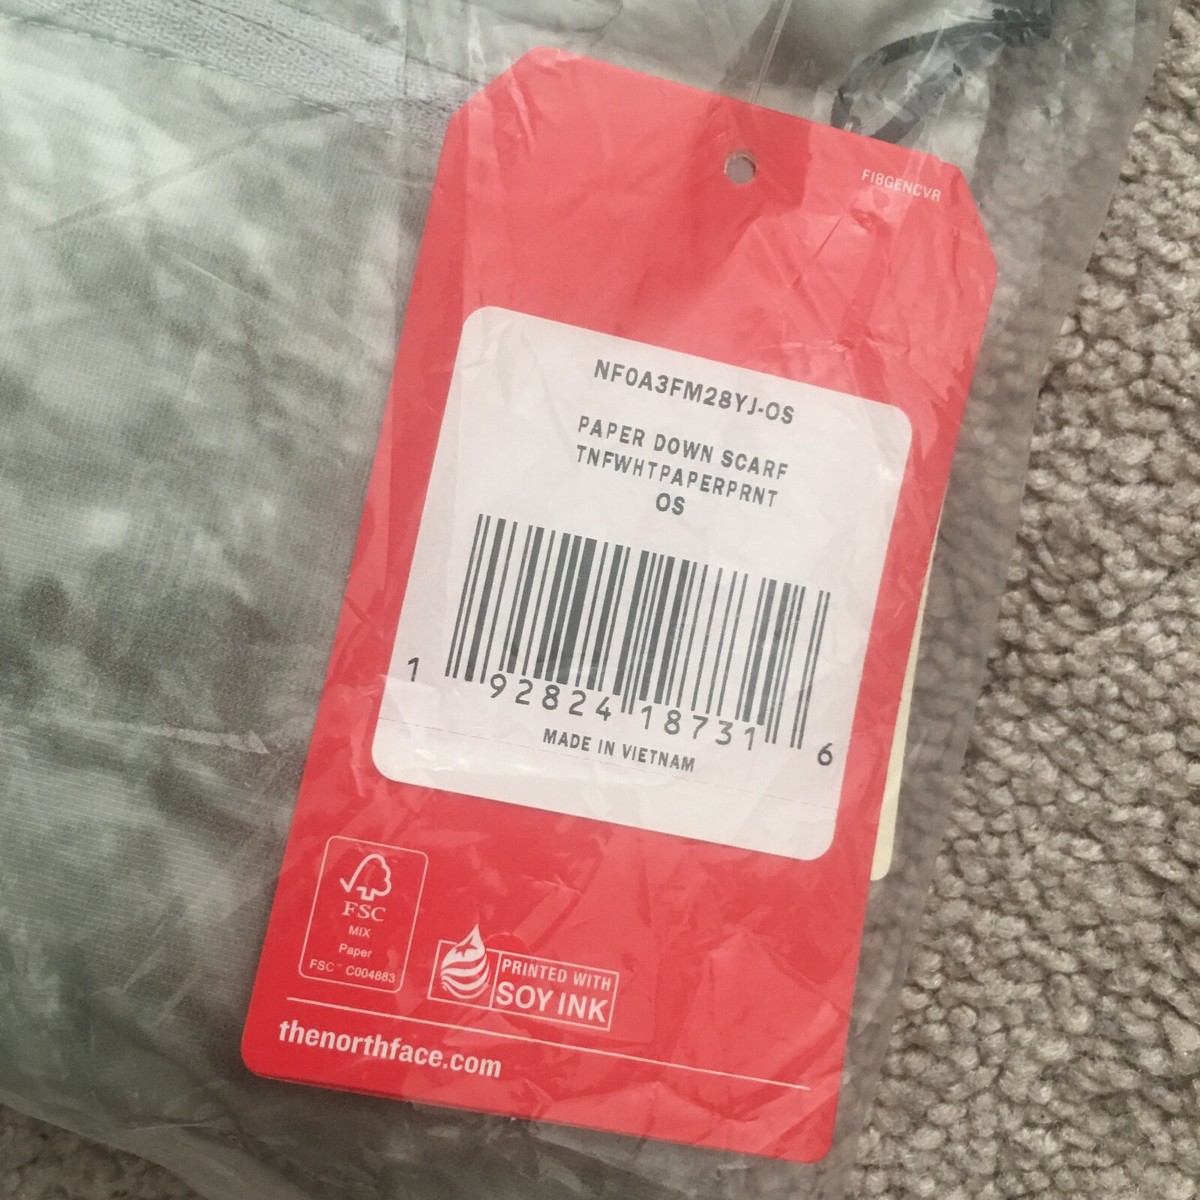 FI8GENCVR
NF0A3FM28YJ-OS
PAPER DOWN SCARF
TNFWHTPAPERPRNT
OS
1 92824 18731 6
MADE IN VIETNAM
FSC
MIX
Paper
FSC™ C004883
PRINTED WITH
SOY INK
thenorthface.com